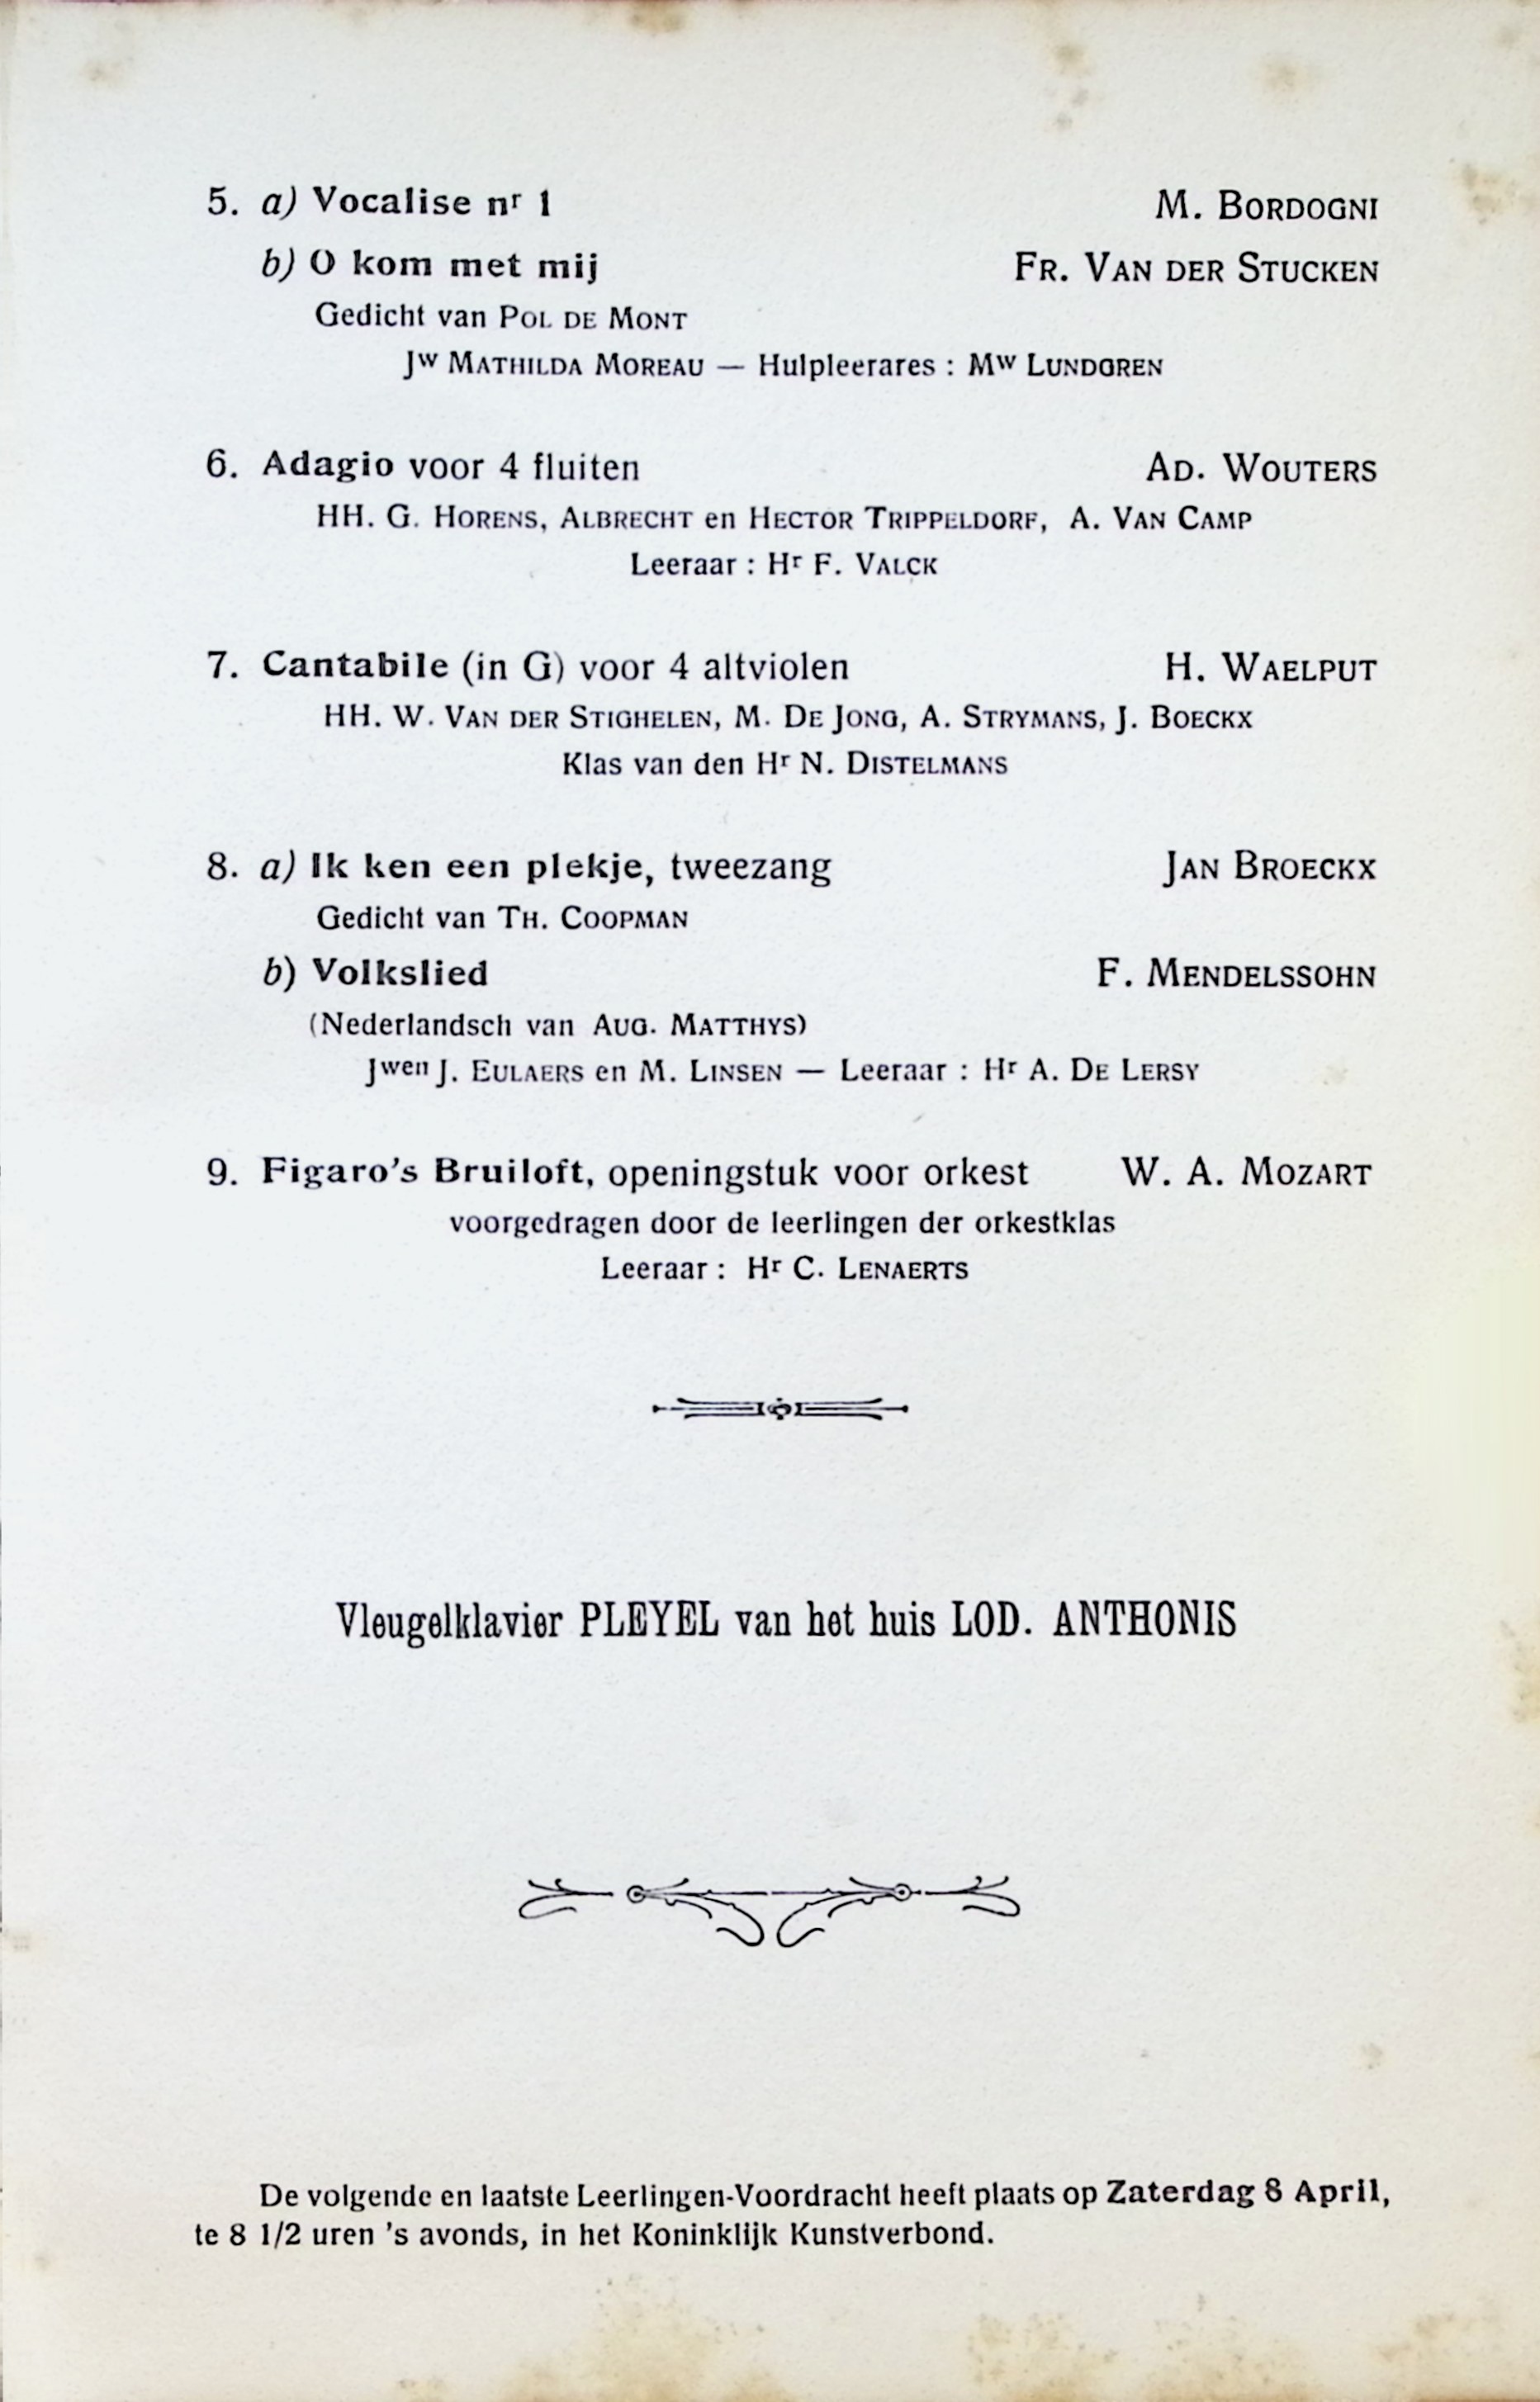 5. a) Vocalise nr 1 M. Bordogni
b) O kom met mij Fr. Van der Stucken
Gedicht van Pol de Mont
Jw Mathilda Moreau — Hulpleerares : Mw Lundgren
6. Adagio voor 4 fluiten Ad. Wouters
HH. G. Horens, Albrecht en Hector Trippeldorf, A. Van Camp
Leeraar : Hr F. Valck
7. Cantabile (in G) voor 4 altviolen H. Waelput
HH. W. Van der Stighelen, M. De Jong, A. Strymans, J. Boeckx
Klas van den Hr N. Distelmans
8. a) Ik ken een plekje, tweezang Jan Broeckx
Gedicht van Th. Coopman
b) Volkslied F. Mendelssohn
(Nederlandsch van Aug. Matthys)
Jwen J. Eulaers en M. Linsen — Leeraar : Hr A. De Lersy
9. Figaro's Bruiloft, openingstuk voor orkest W. A. Mozart
voorgedragen door de leerlingen der orkestklas
Leeraar : Hr C. Lenaerts
Vleugelklavier PLEYEL van het huis LOD. ANTHONIS
De volgende en laatste Leerlingen-Voordracht heeft plaats op Zaterdag 8 April,
te 8 1/2 uren 's avonds, in het Koninklijk Kunstverbond.